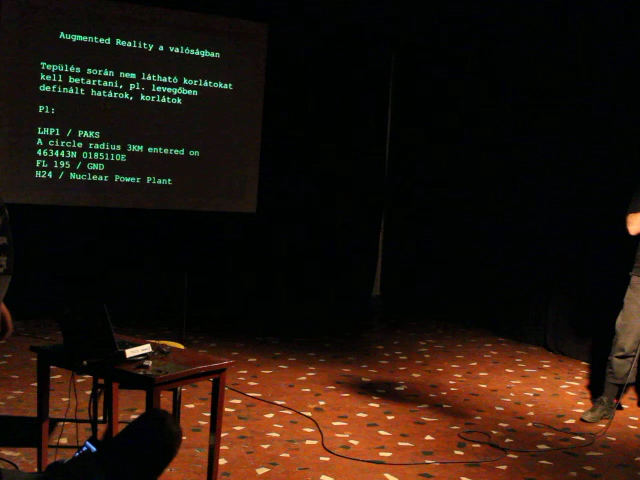 Augmented Reality a valóságban
Tepülés során nem látható korlátokat
kell betartani, pl. levegőben
definált határok, korlátok
Pl:
LHP1 / PAKS
A circle radius 3KM entered on
463443N 0185110E
FL 195 / GND
H24 / Nuclear Power Plant